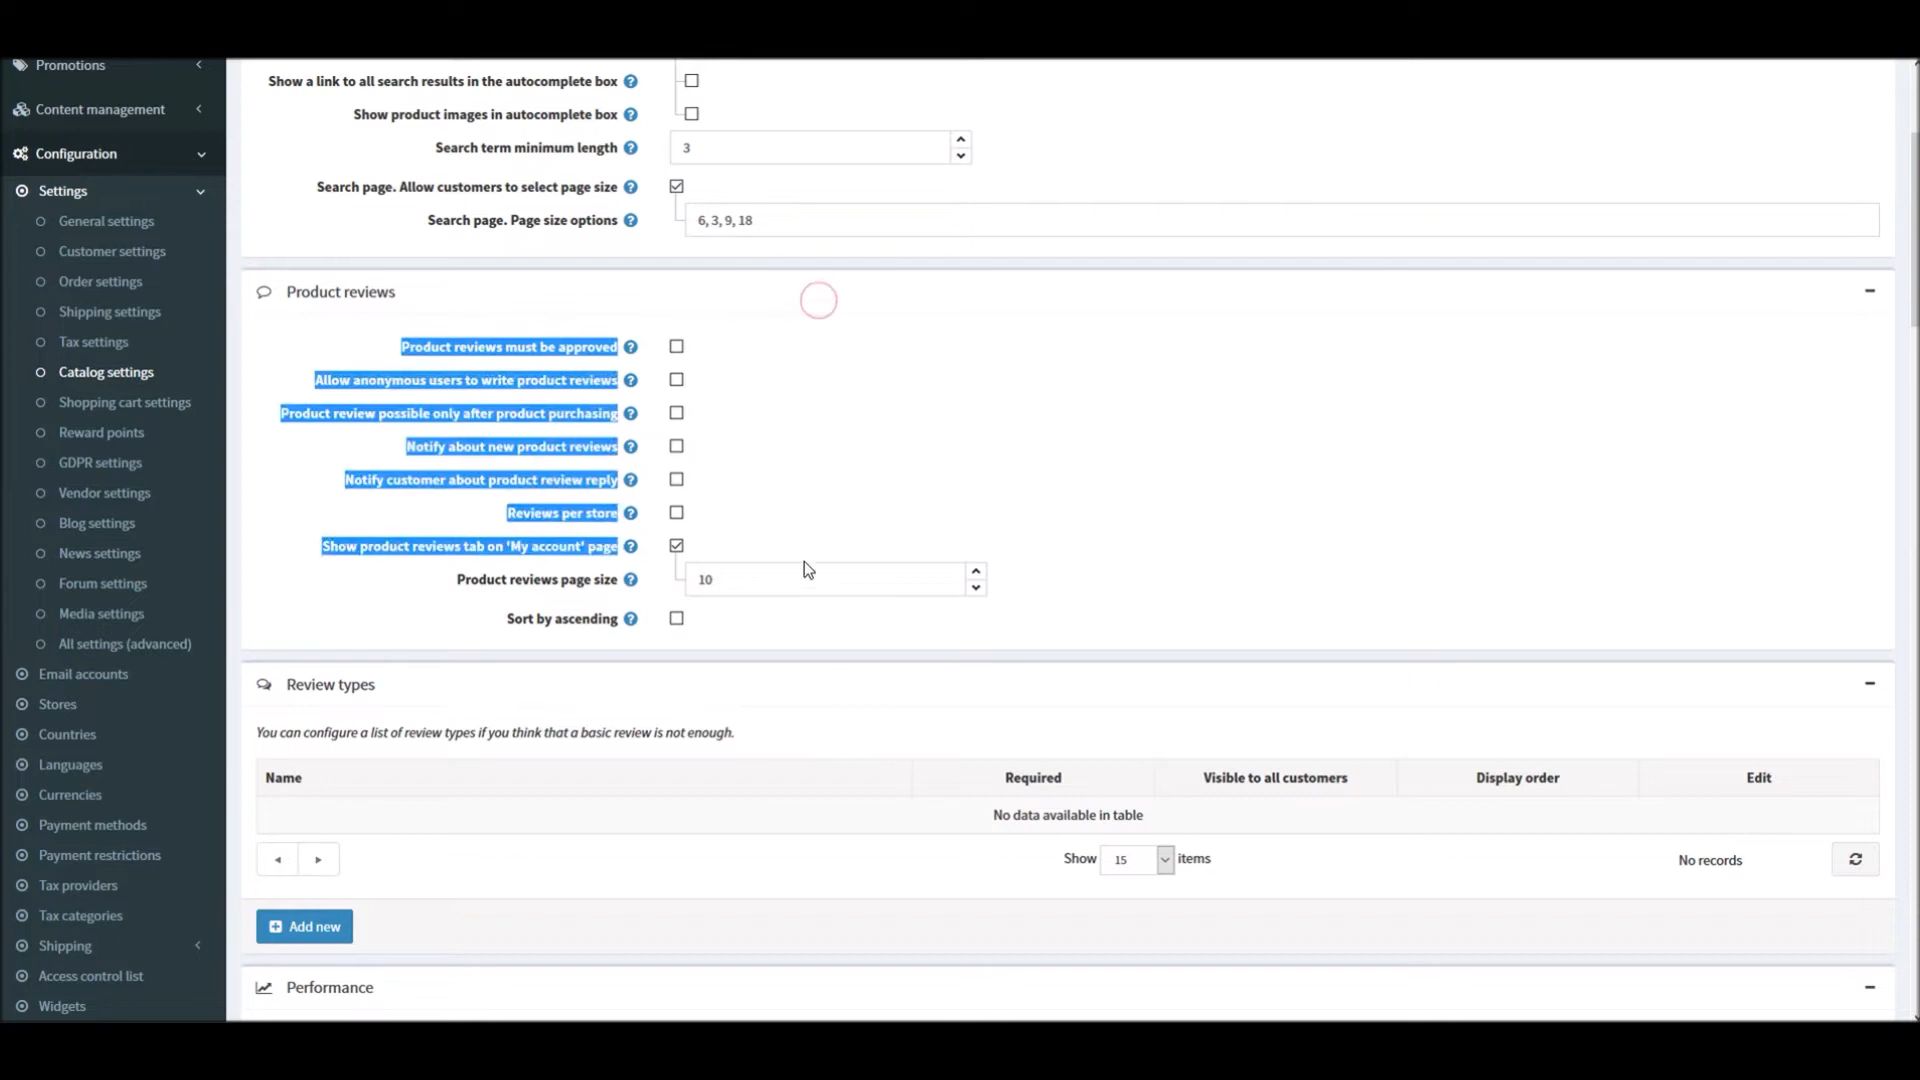 Promotions
Content management
Configuration
Settings
General settings
Customer settings
Order settings
Shipping settings
Tax settings
Catalog settings
Shopping cart settings
Reward points
GDPR settings
Vendor settings
Blog settings
News settings
Forum settings
Media settings
All settings (advanced)
Email accounts
Stores
Countries
Languages
Currencies
Payment methods
Payment restrictions
Tax providers
Tax categories
Shipping
Access control list
Widgets
Show a link to all search results in the autocomplete box
Show product images in autocomplete box
Search term minimum length 3
Search page. Allow customers to select page size
Search page. Page size options 6, 3, 9, 18
Product reviews
Product reviews must be approved
Allow anonymous users to write product reviews
Product review possible only after product purchasing
Notify about new product reviews
Notify customer about product review reply
Reviews per store
Show product reviews tab on 'My account' page
Product reviews page size 10
Sort by ascending
Review types
You can configure a list of review types if you think that a basic review is not enough.
Name Required Visible to all customers Display order Edit
No data available in table
Show 15 items No records
Add new
Performance